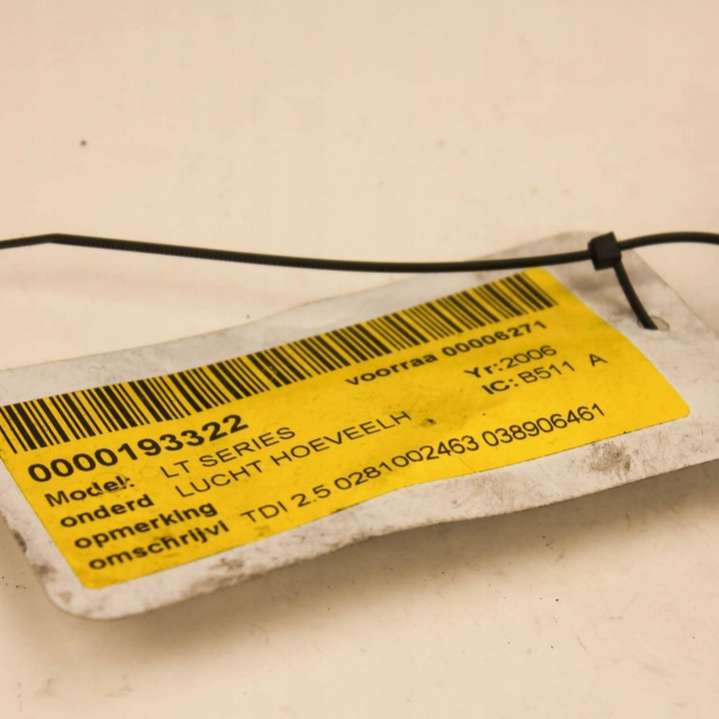 voorraa 00006271
0000193322
Yr:2006
Model: LT SERIES
IC: B511 A
onderd LUCHT HOEVEELH
opmerking
omschrijvi TDI 2.5 0281002463 038906461